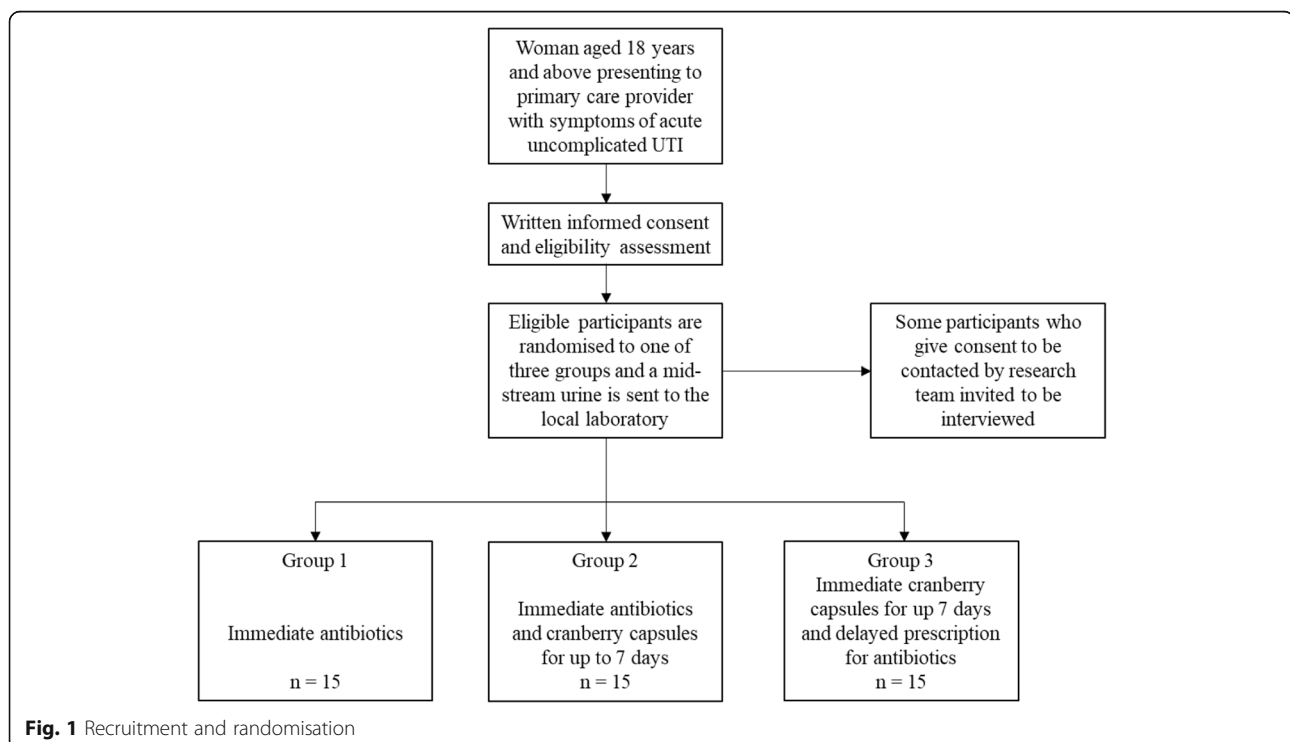 Woman aged 18 years
and above presenting to
primary care provider
with symptoms of acute
uncomplicated UTI
Written informed consent
and eligibility assessment
Eligible participants are
randomised to one of
three groups and a mid-
stream urine is sent to the
local laboratory
Some participants who
give consent to be
contacted by research
team invited to be
interviewed
Group 1
Immediate antibiotics
n = 15
Group 2
Immediate antibiotics
and cranberry capsules
for up to 7 days
n = 15
Group 3
Immediate cranberry
capsules for up 7 days
and delayed prescription
for antibiotics
n = 15
Fig. 1 Recruitment and randomisation